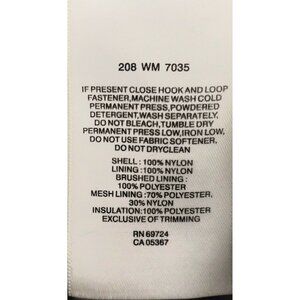 208 WM 7035
IF PRESENT CLOSE HOOK AND LOOP
FASTENER,MACHINE WASH COLD
PERMANENT PRESS,POWDERED
DETERGENT,WASH SEPARATELY,
DO NOT BLEACH,TUMBLE DRY
PERMANENT PRESS LOW,IRON LOW,
DO NOT USE FABRIC SOFTENER,
DO NOT DRYCLEAN
SHELL : 100% NYLON
LINING : 100% NYLON
BRUSHED LINING :
100% POLYESTER
MESH LINING : 70% POLYESTER,
30% NYLON
INSULATION:100% POLYESTER
EXCLUSIVE OF TRIMMING
RN 69724
CA 05367